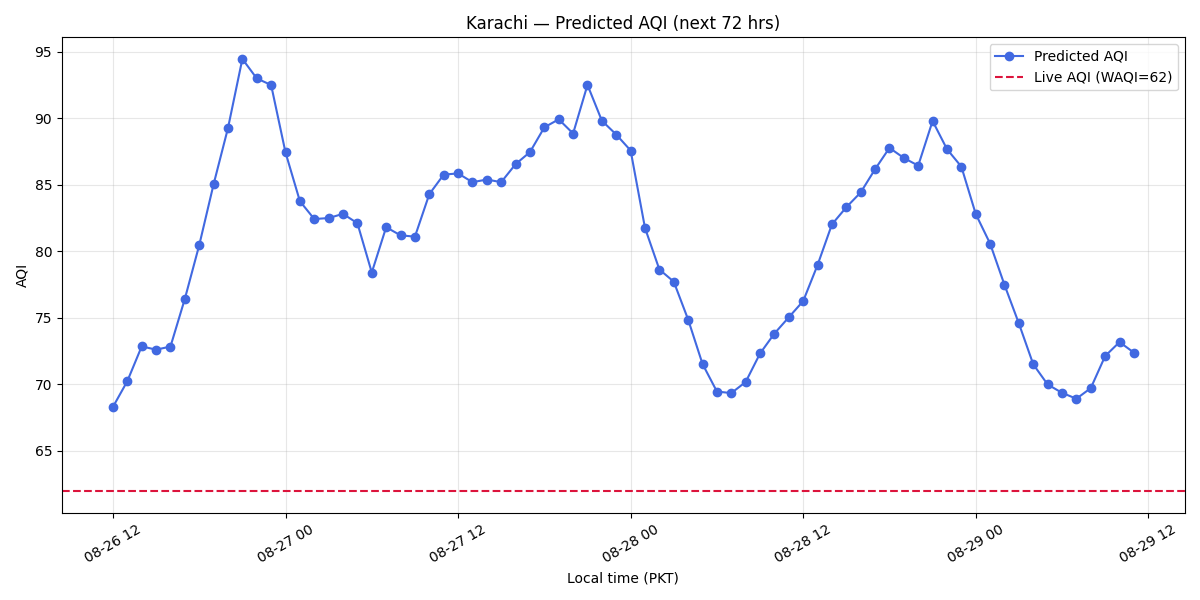 Karachi — Predicted AQI (next 72 hrs)
Predicted AQI
Live AQI (WAQI=62)
AQI
95
90
85
80
75
70
65
08-26 12
08-27 00
08-27 12
08-28 00
08-28 12
08-29 00
08-29 12
Local time (PKT)